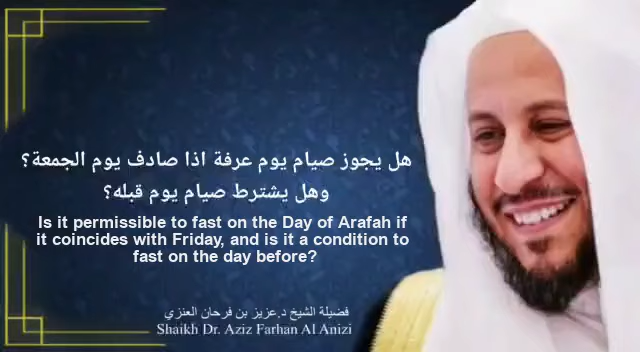 هل يجوز صيام يوم عرفة اذا صادف يوم الجمعة؟
وهل يشترط صيام يوم قبله؟
Is it permissible to fast on the Day of Arafah if
it coincides with Friday, and is it a condition to
fast on the day before?
فضيلة الشيخ د.عزيز بن فرحان العنزي
Shaikh Dr. Aziz Farhan Al Anizi